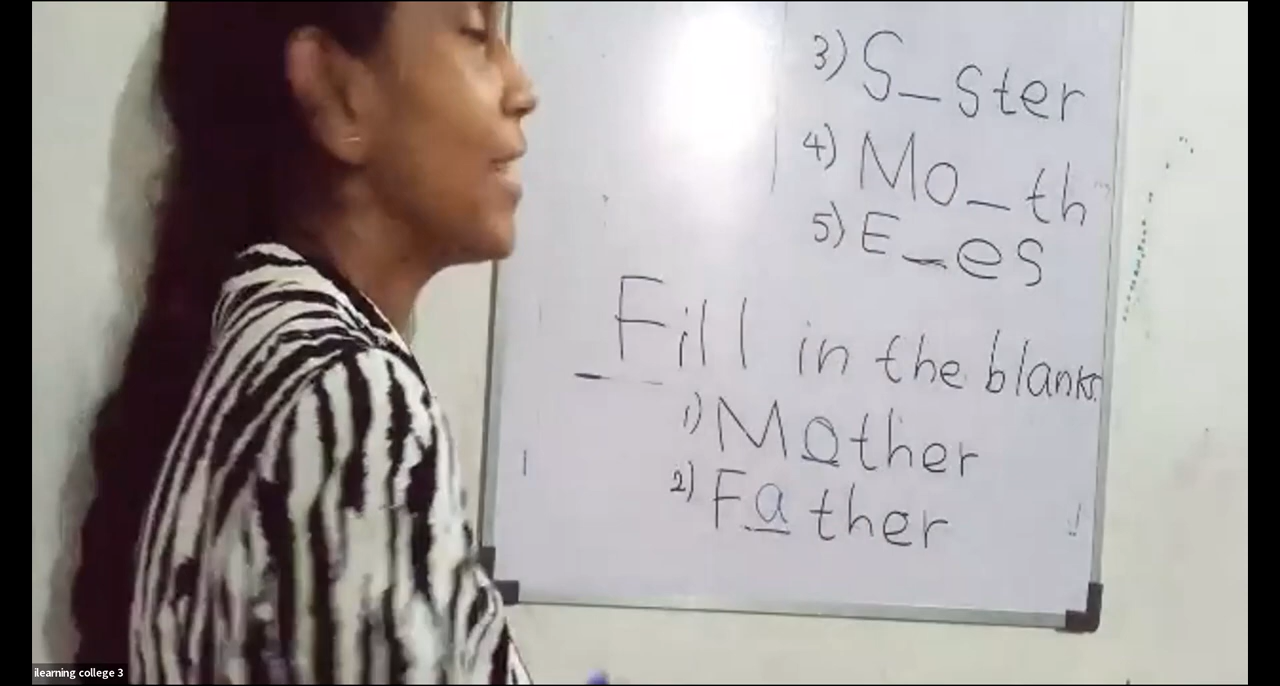 3) S_ster
4) Mo_th
5) E_es
Fill in the blanks.
1) Mother
2) Father
ilearning college 3